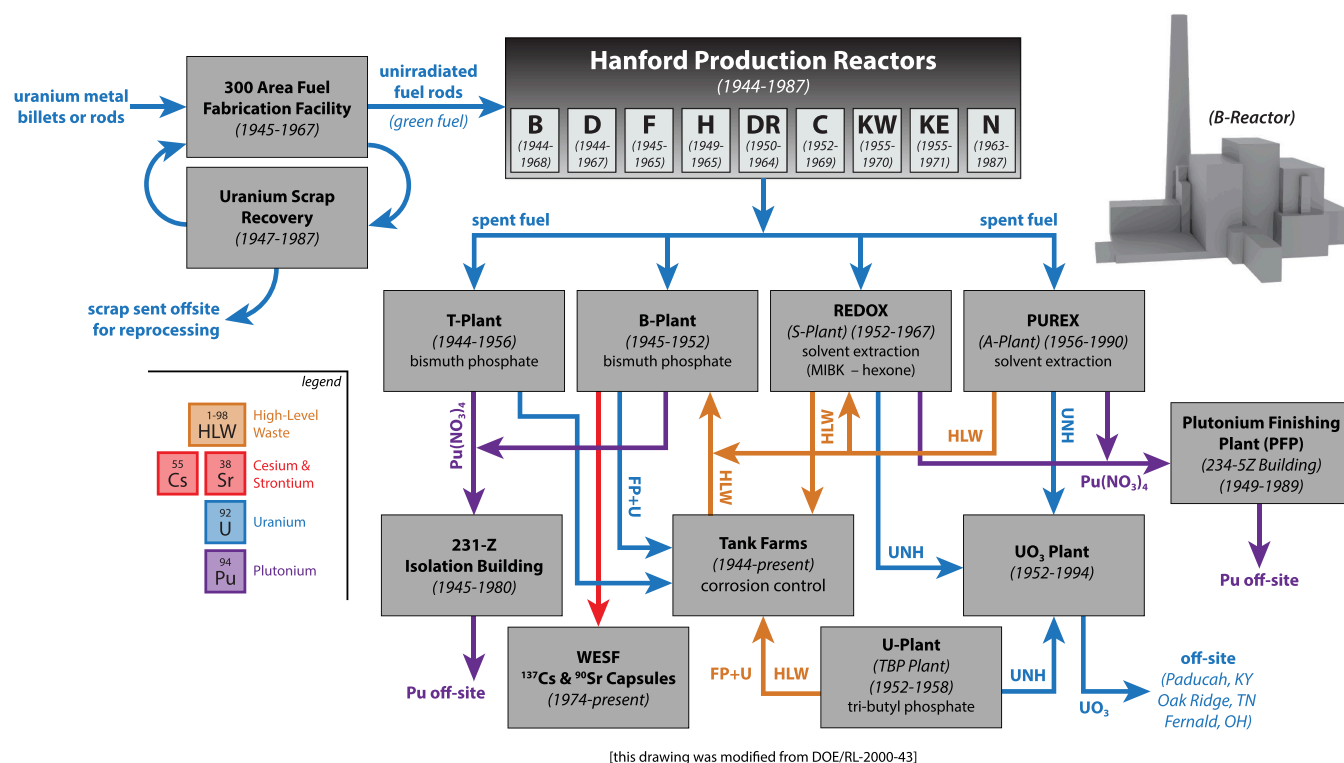 uranium metal
billets or rods
300 Area Fuel
Fabrication Facility
(1945-1967)
unirradiated
fuel rods
(green fuel)
Uranium Scrap
Recovery
(1947-1987)
scrap sent offsite
for reprocessing
Hanford Production Reactors
(1944-1987)
B
(1944-
1968)
D
(1944-
1967)
F
(1945-
1965)
H
(1949-
1965)
DR
(1950-
1964)
C
(1952-
1969)
KW
(1955-
1970)
KE
(1955-
1971)
N
(1963-
1987)
(B-Reactor)
spent fuel
spent fuel
T-Plant
(1944-1956)
bismuth phosphate
B-Plant
(1945-1952)
bismuth phosphate
REDOX
(S-Plant) (1952-1967)
solvent extraction
(MIBK – hexone)
PUREX
(A-Plant) (1956-1990)
solvent extraction
legend
1-98
HLW
High-Level
Waste
55
Cs
38
Sr
Cesium &
Strontium
92
U
Uranium
94
Pu
Plutonium
Pu(NO₃)₄
FP+U
HLW
HLW
HLW
UNH
Pu(NO₃)₄
UNH
Plutonium Finishing
Plant (PFP)
(234-5Z Building)
(1949-1989)
Pu off-site
231-Z
Isolation Building
(1945-1980)
Pu off-site
Tank Farms
(1944-present)
corrosion control
UO₃ Plant
(1952-1994)
WESF
¹³⁷Cs & ⁹⁰Sr Capsules
(1974-present)
FP+U
HLW
U-Plant
(TBP Plant)
(1952-1958)
tri-butyl phosphate
UNH
UO₃
off-site
(Paducah, KY
Oak Ridge, TN
Fernald, OH)
[this drawing was modified from DOE/RL-2000-43]